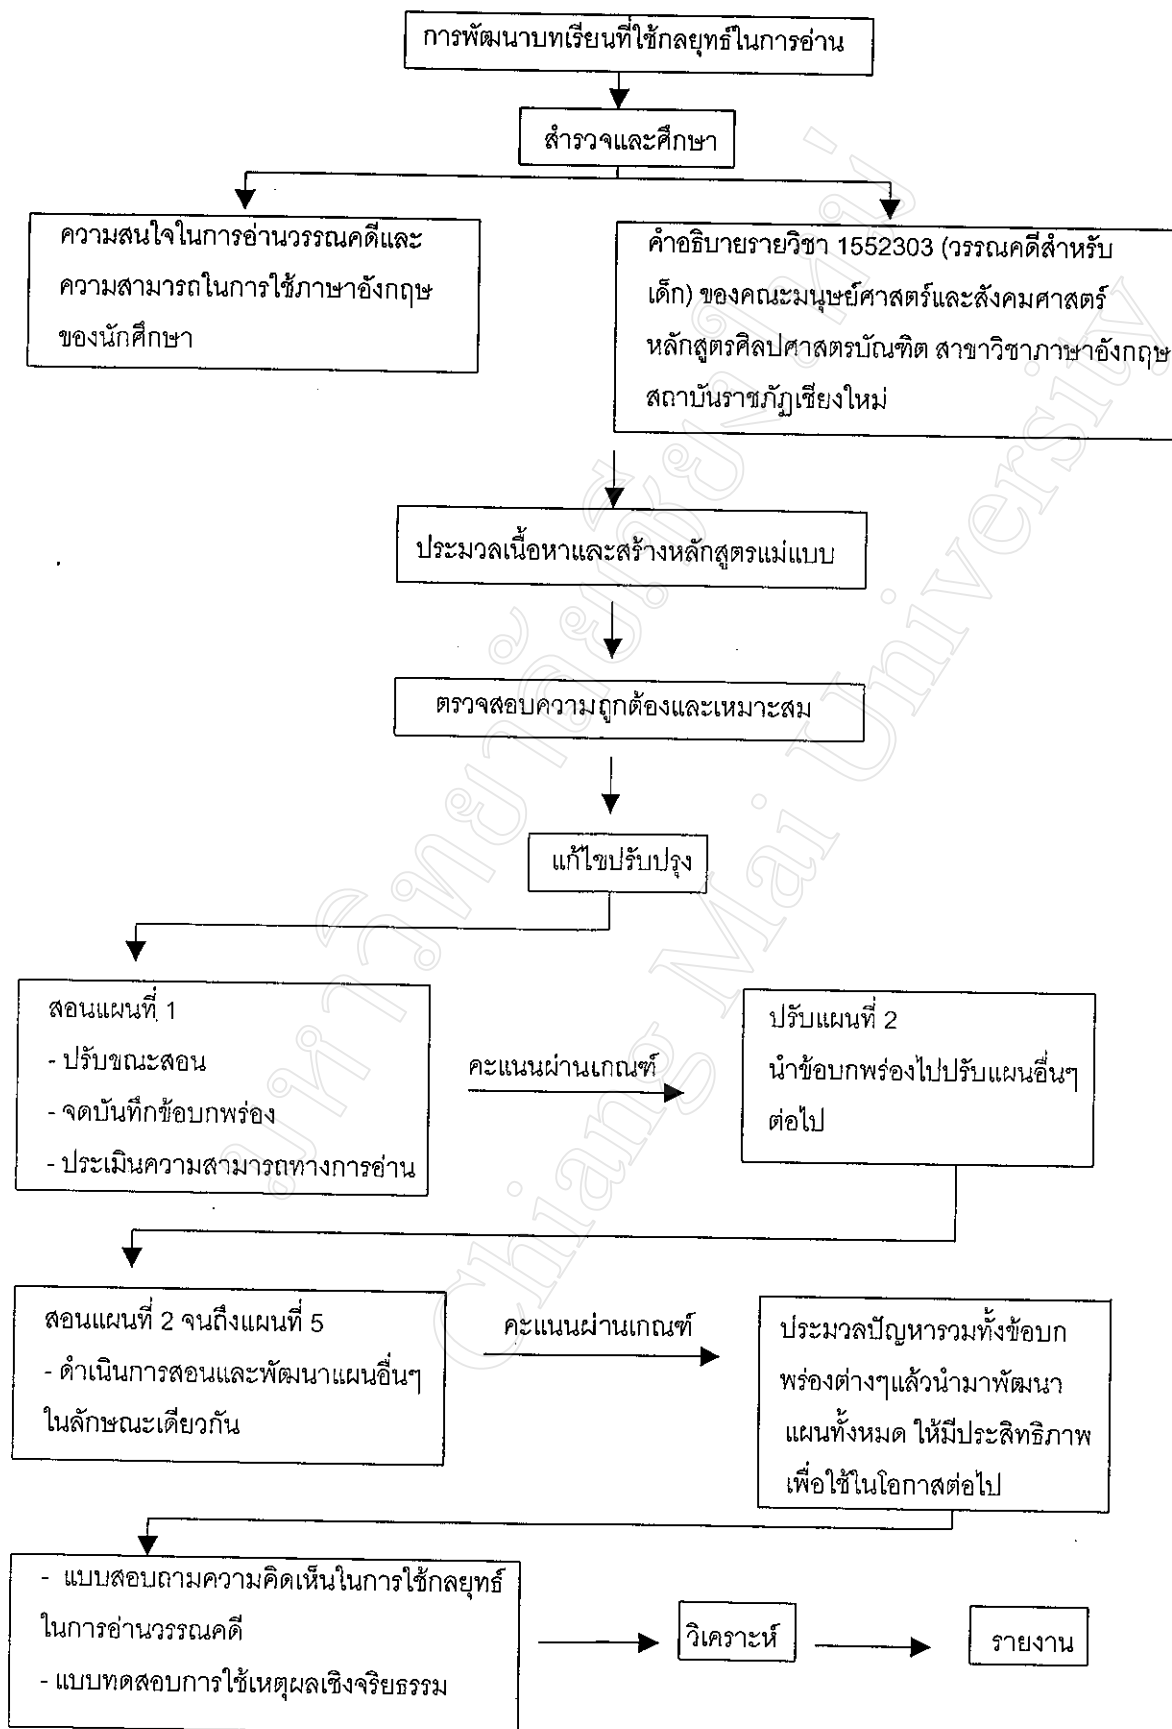 การพัฒนาบทเรียนที่ใช้กลยุทธ์ในการอ่าน
สำรวจและศึกษา
ความสนใจในการอ่านวรรณคดีและ
ความสามารถในการใช้ภาษาอังกฤษ
ของนักศึกษา
คำอธิบายรายวิชา 1552303 (วรรณคดีสำหรับ
เด็ก) ของคณะมนุษย์ศาสตร์และสังคมศาสตร์
หลักสูตรศิลปศาสตรบัณฑิต สาขาวิชาภาษาอังกฤษ
สถาบันราชภัฏเชียงใหม่
ประมวลเนื้อหาและสร้างหลักสูตรแม่แบบ
ตรวจสอบความถูกต้องและเหมาะสม
แก้ไขปรับปรุง
สอนแผนที่ 1
- ปรับขณะสอน
- จดบันทึกข้อบกพร่อง
- ประเมินความสามารถทางการอ่าน
คะแนนผ่านเกณฑ์
ปรับแผนที่ 2
นำข้อบกพร่องไปปรับแผนอื่นๆ
ต่อไป
สอนแผนที่ 2 จนถึงแผนที่ 5
- ดำเนินการสอนและพัฒนาแผนอื่นๆ
ในลักษณะเดียวกัน
คะแนนผ่านเกณฑ์
ประมวลปัญหารวมทั้งข้อบก
พร่องต่างๆแล้วนำมาพัฒนา
แผนทั้งหมด ให้มีประสิทธิภาพ
เพื่อใช้ในโอกาสต่อไป
- แบบสอบถามความคิดเห็นในการใช้กลยุทธ์
ในการอ่านวรรณคดี
- แบบทดสอบการใช้เหตุผลเชิงจริยธรรม
วิเคราะห์
รายงาน
มหาวิทยาลัยเชียงใหม่
Chiang Mai University